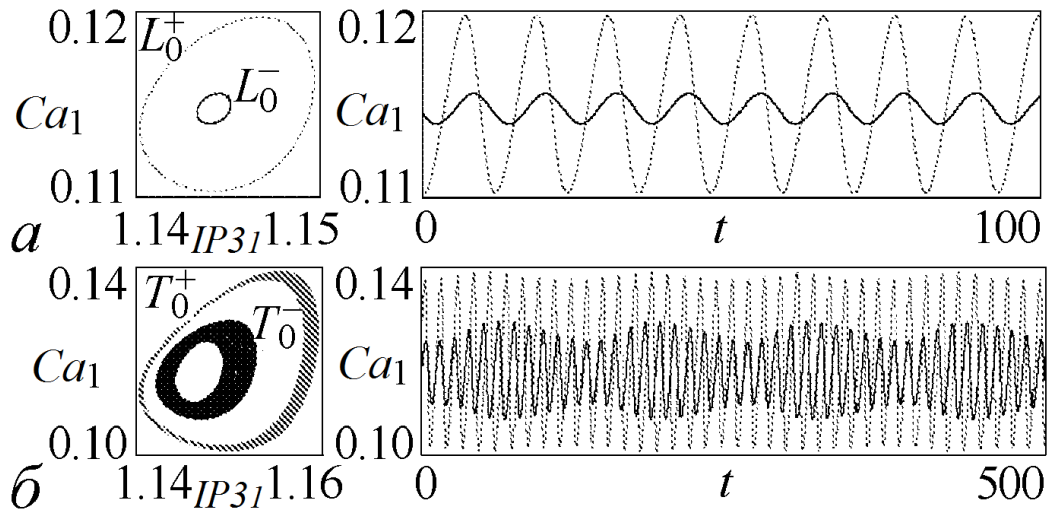 0.12
L₀⁺
L₀⁻
Ca₁
0.11
1.14 IP3₁ 1.15
а
0.12
Ca₁
0.11
0 t 100
0.14
T₀⁺
T₀⁻
Ca₁
0.10
1.14 IP3₁ 1.16
б
0.14
Ca₁
0.10
0 t 500